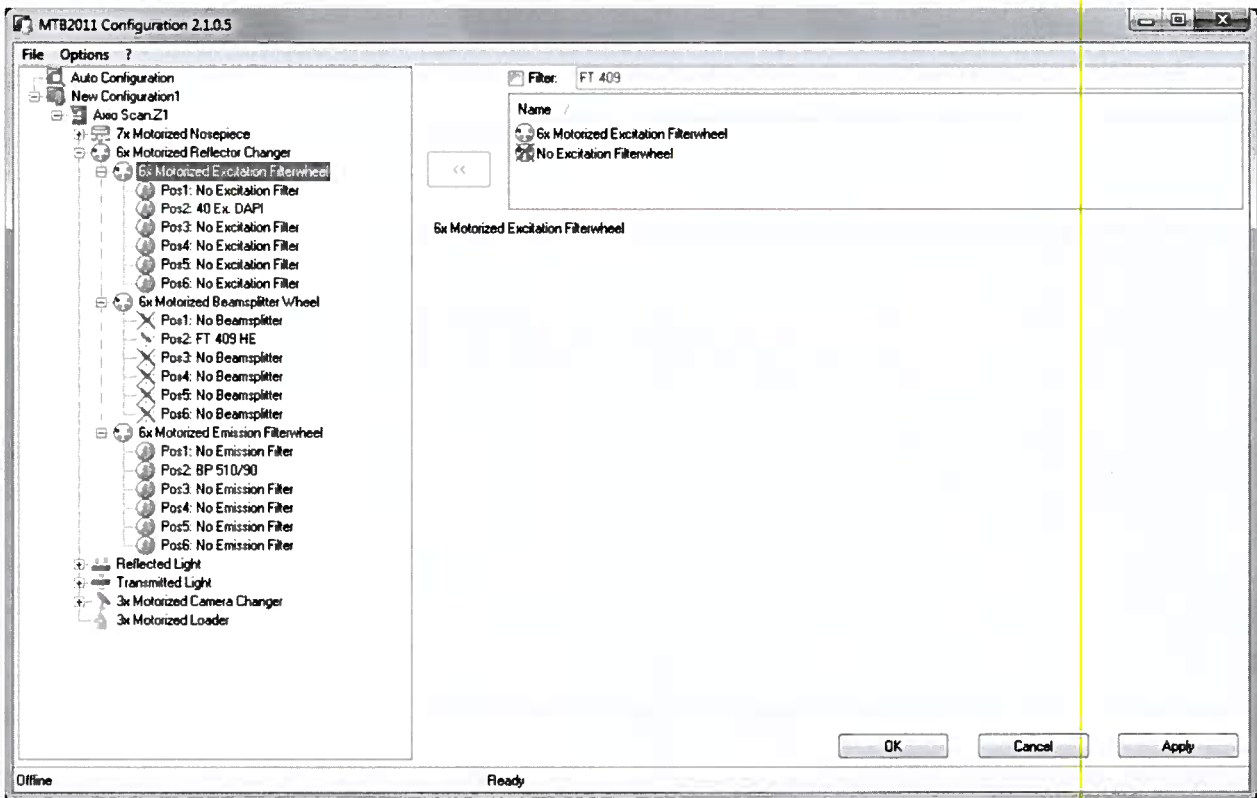 MTB2011 Configuration 2.1.0.5
File Options ?
Auto Configuration
New Configuration1
Axio Scan.Z1
7x Motorized Nosepiece
6x Motorized Reflector Changer
6x Motorized Excitation Filterwheel
Pos1: No Excitation Filter
Pos2: 40 Ex. DAPI
Pos3: No Excitation Filter
Pos4: No Excitation Filter
Pos5: No Excitation Filter
Pos6: No Excitation Filter
6x Motorized Beamsplitter Wheel
Pos1: No Beamsplitter
Pos2: FT 409 HE
Pos3: No Beamsplitter
Pos4: No Beamsplitter
Pos5: No Beamsplitter
Pos6: No Beamsplitter
6x Motorized Emission Filterwheel
Pos1: No Emission Filter
Pos2: BP 510/90
Pos3: No Emission Filter
Pos4: No Emission Filter
Pos5: No Emission Filter
Pos6: No Emission Filter
Reflected Light
Transmitted Light
3x Motorized Camera Changer
3x Motorized Loader
Filter: FT 409
Name /
6x Motorized Excitation Filterwheel
No Excitation Filterwheel
<<
6x Motorized Excitation Filterwheel
OK Cancel Apply
Offline Ready